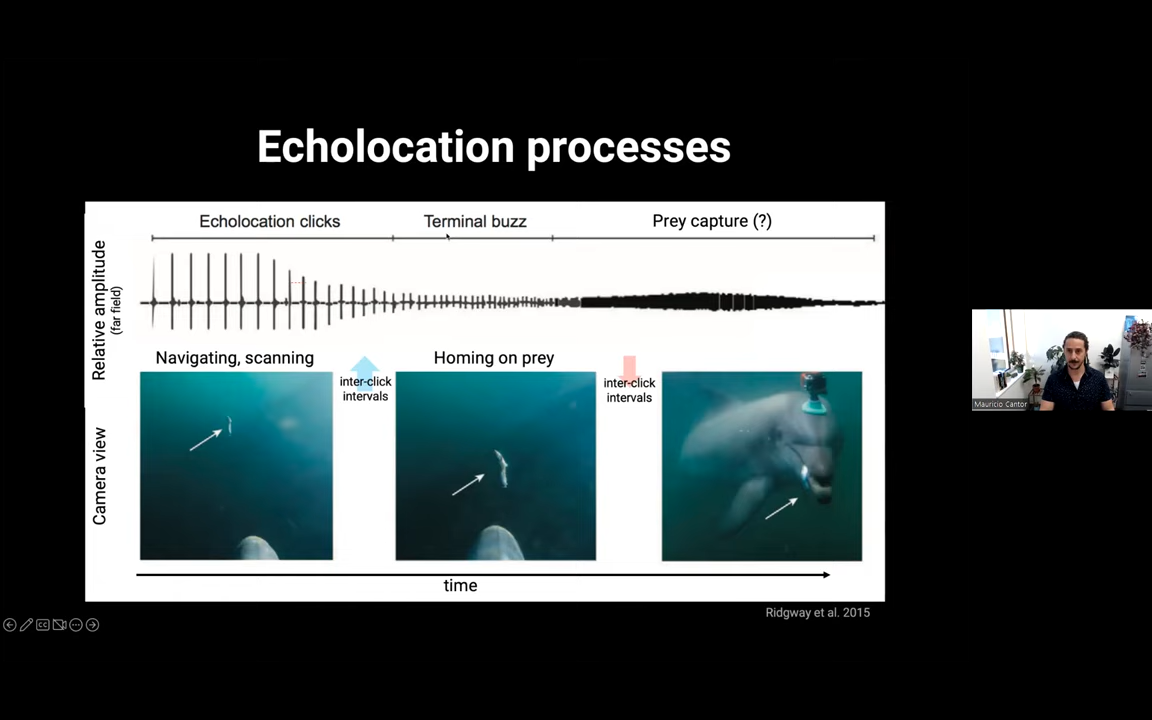 Echolocation processes
Echolocation clicks
Terminal buzz
Prey capture (?)
Relative amplitude
(far field)
Navigating, scanning
inter-click
intervals
Homing on prey
inter-click
intervals
Camera view
time
Ridgway et al. 2015
CC
Mauricio Cantor